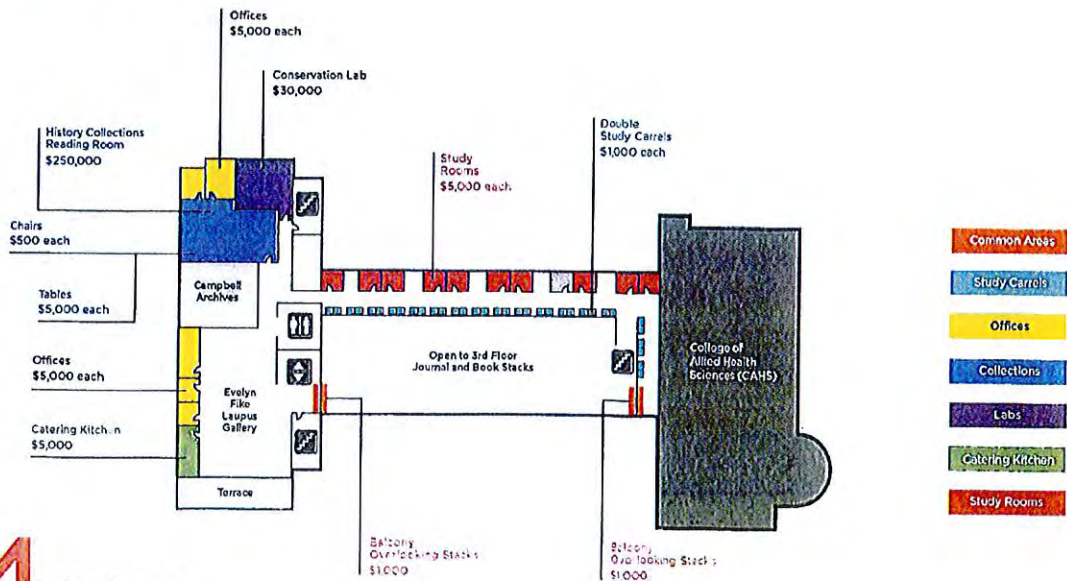 Offices
$5,000 each
Conservation Lab
$30,000
History Collections
Reading Room
$250,000
Double
Study Carrels
$1,000 each
Study
Rooms
$5,000 each
Chairs
$500 each
Common Areas
Study Carrels
Campbell
Archives
Tables
$5,000 each
Offices
Open to 3rd Floor
Journal and Book Stacks
College of
Allied Health
Sciences (CAHS)
Offices
$5,000 each
Collections
Evelyn
Fike
Laupus
Gallery
Labs
Catering Kitchen
$5,000
Catering Kitchen
Terrace
Study Rooms
Balcony
Overlooking Stacks
$1,000
Balcony
Overlooking Stacks
$1,000